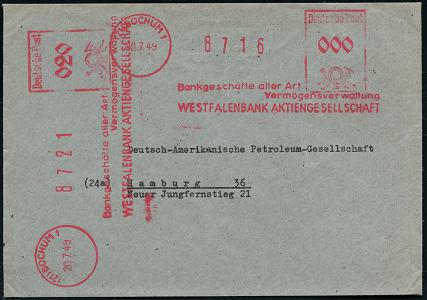 BOCHUM 1
20.7.49
8716
Deutsche Post
000
Bankgeschäfte aller Art
Vermögensverwaltung
WESTFALENBANK AKTIENGESELLSCHAFT
Deutsche Post
020
8721
Bankgeschäfte aller Art
Vermögensverwaltung
WESTFALENBANK AKTIENGESELLSCHAFT
(21) BOCHUM 1
20.7.49
Deutsch-Amerikanische Petroleum-Gesellschaft
(24a) Hamburg 36
Neuer Jungfernstieg 21